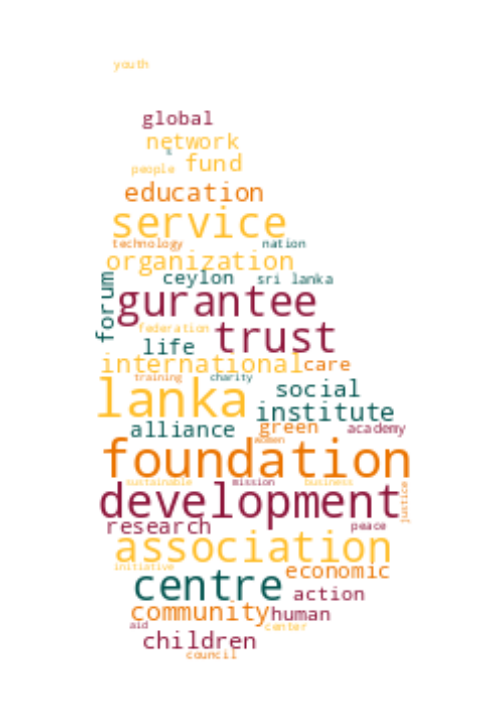 youth
global
network
people fund
education
service
technology nation
organization
ceylon sri lanka
forum
gurantee
federation trust
life
international care
training charity
lanka social
institute
alliance green academy
women
foundation
sustainable mission business
development justice
research peace
association
initiative economic
centre action
community human
aid center
children
council